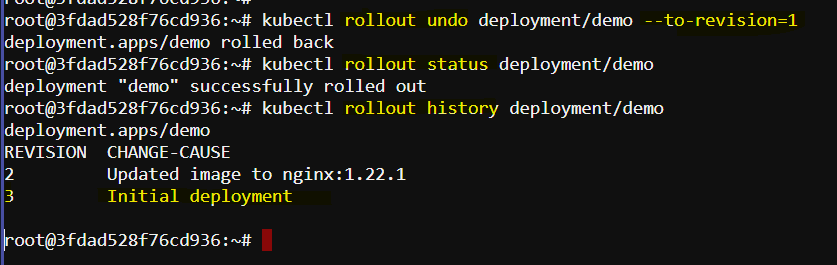 root@3fdad528f76cd936:~#
root@3fdad528f76cd936:~# kubectl rollout undo deployment/demo --to-revision=1
deployment.apps/demo rolled back
root@3fdad528f76cd936:~# kubectl rollout status deployment/demo
deployment "demo" successfully rolled out
root@3fdad528f76cd936:~# kubectl rollout history deployment/demo
deployment.apps/demo
REVISION  CHANGE-CAUSE
2         Updated image to nginx:1.22.1
3         Initial deployment
root@3fdad528f76cd936:~#